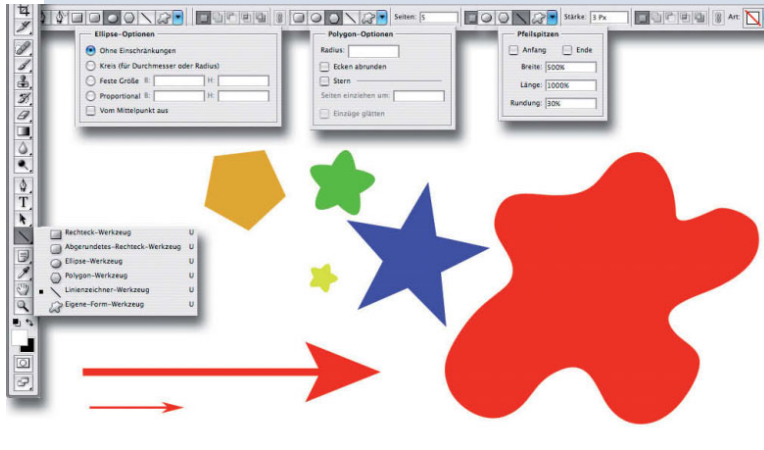 Seiten: 5
Stärke: 3 Px
Art:
Ellipse-Optionen
Ohne Einschränkungen
Kreis (für Durchmesser oder Radius)
Feste Größe B: H:
Proportional B: H:
Vom Mittelpunkt aus
Polygon-Optionen
Radius:
Ecken abrunden
Stern
Seiten einziehen um:
Einzüge glätten
Pfeilspitzen
Anfang Ende
Breite: 500%
Länge: 1000%
Rundung: 30%
T
Rechteck-Werkzeug U
Abgerundetes-Rechteck-Werkzeug U
Ellipse-Werkzeug U
Polygon-Werkzeug U
Linienzeichner-Werkzeug U
Eigene-Form-Werkzeug U